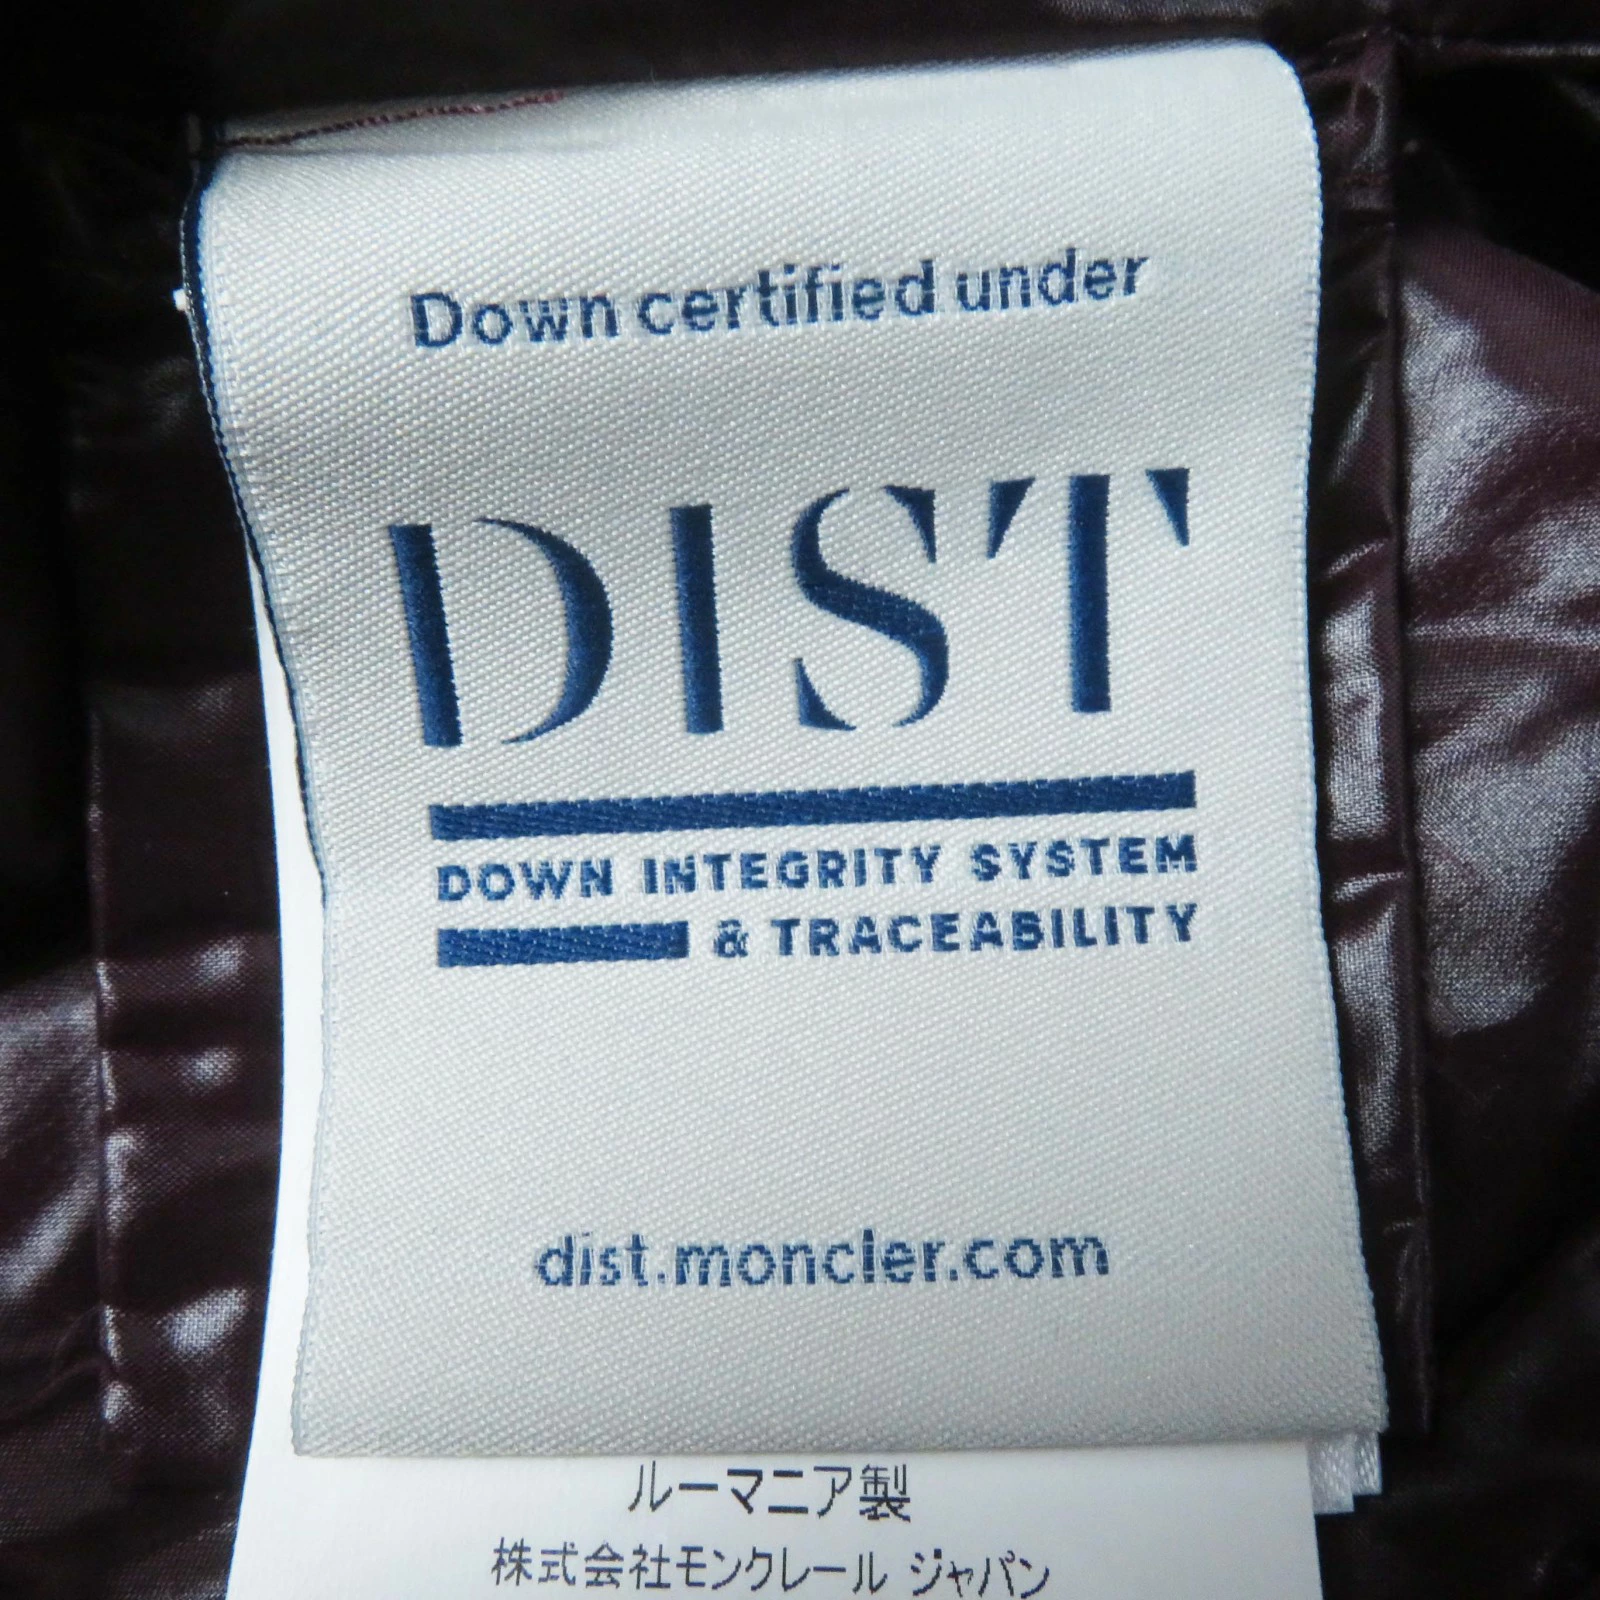 Down certified under
DIST
DOWN INTEGRITY SYSTEM
& TRACEABILITY
dist.moncler.com
ルーマニア製
株式会社モンクレール ジャパン